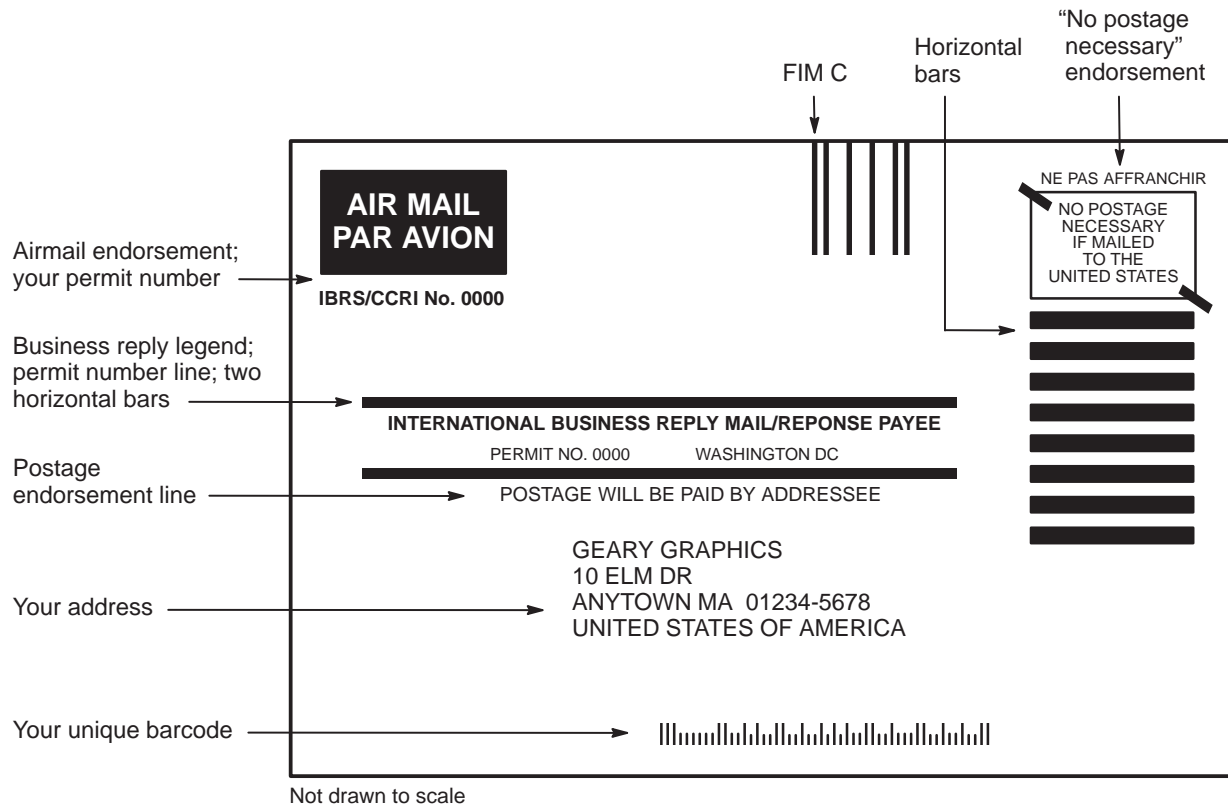 “No postage
necessary”
endorsement
Horizontal
bars
FIM C
NE PAS AFFRANCHIR
NO POSTAGE
NECESSARY
IF MAILED
TO THE
UNITED STATES
AIR MAIL
PAR AVION
IBRS/CCRI No. 0000
Airmail endorsement;
your permit number
Business reply legend;
permit number line; two
horizontal bars
INTERNATIONAL BUSINESS REPLY MAIL/REPONSE PAYEE
PERMIT NO. 0000 WASHINGTON DC
Postage
endorsement line
POSTAGE WILL BE PAID BY ADDRESSEE
GEARY GRAPHICS
10 ELM DR
ANYTOWN MA 01234-5678
UNITED STATES OF AMERICA
Your address
Your unique barcode
Not drawn to scale